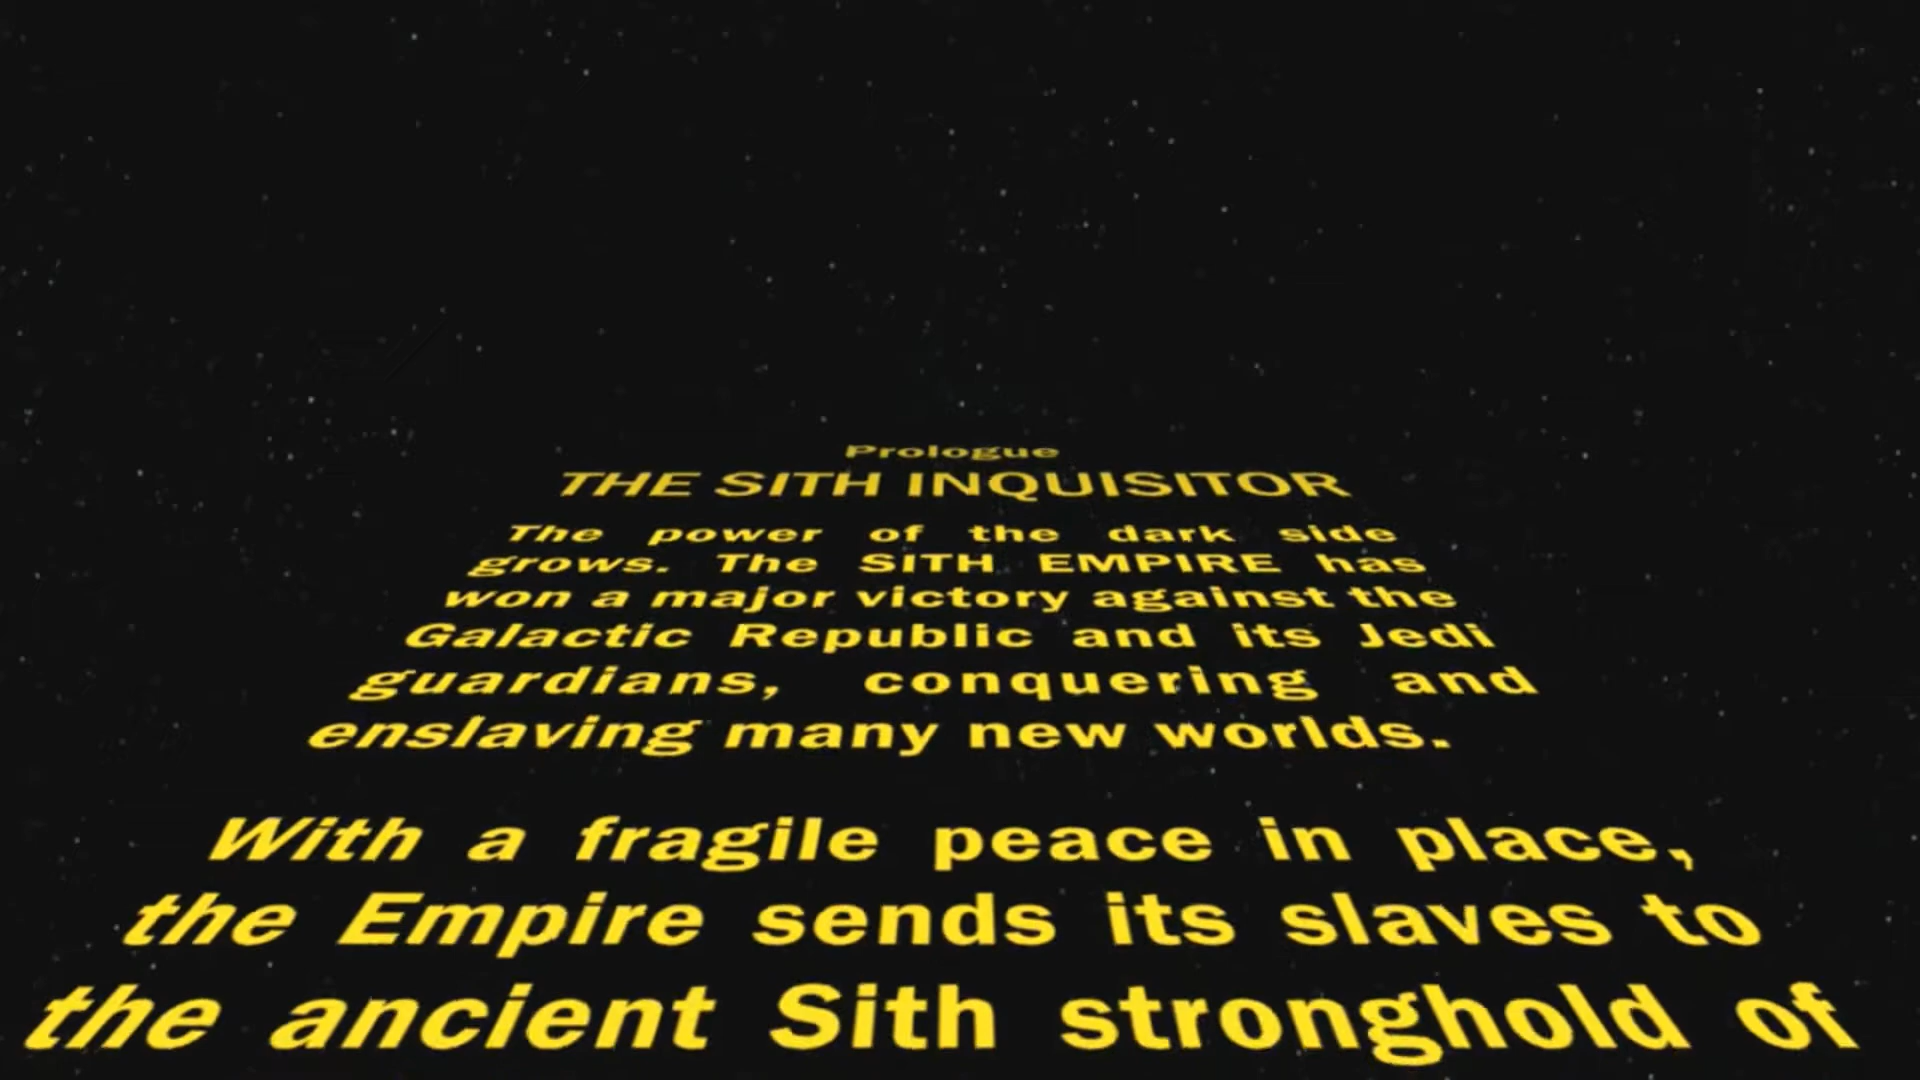 Prologue
THE SITH INQUISITOR
The power of the dark side
grows. The SITH EMPIRE has
won a major victory against the
Galactic Republic and its Jedi
guardians, conquering and
enslaving many new worlds.
With a fragile peace in place,
the Empire sends its slaves to
the ancient Sith stronghold of